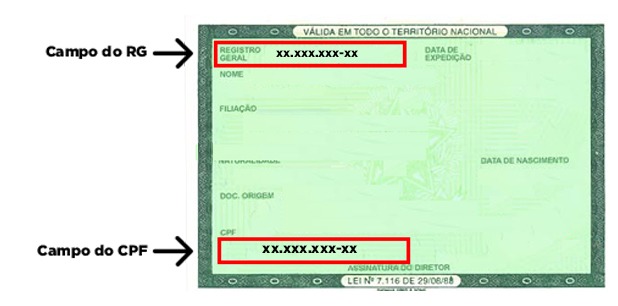 VÁLIDA EM TODO O TERRITÓRIO NACIONAL
Campo do RG
REGISTRO GERAL xx.xxx.xxx-xx
DATA DE EXPEDIÇÃO
NOME
FILIAÇÃO
NATURALIDADE
DATA DE NASCIMENTO
DOC. ORIGEM
CPF
Campo do CPF
xx.xxx.xxx-xx
ASSINATURA DO DIRETOR
LEI Nº 7.116 DE 29/08/83